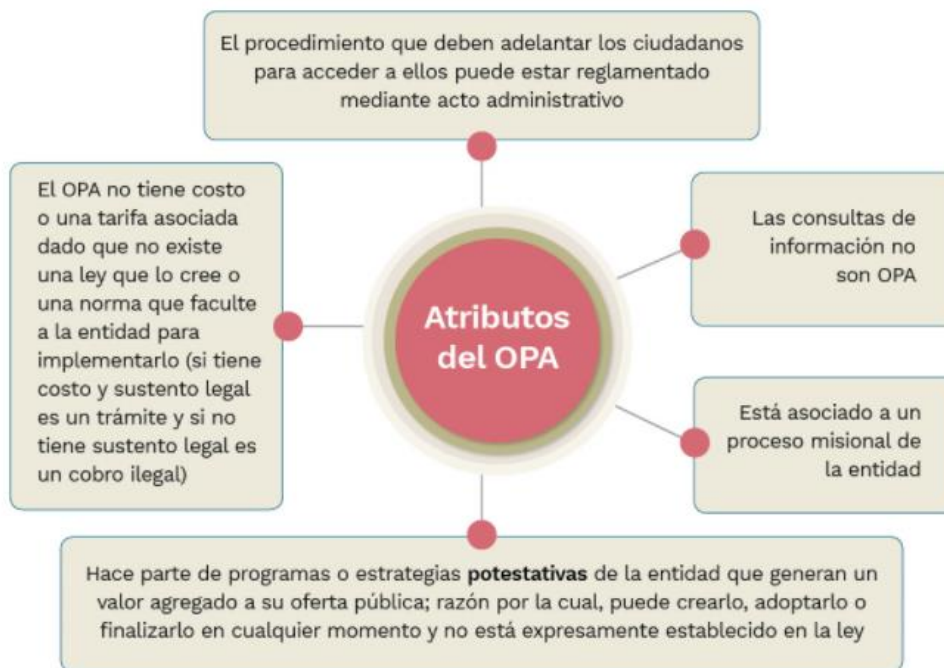 El procedimiento que deben adelantar los ciudadanos
para acceder a ellos puede estar reglamentado
mediante acto administrativo
El OPA no tiene costo
o una tarifa asociada
dado que no existe
una ley que lo cree o
una norma que faculte
a la entidad para
implementarlo (si tiene
costo y sustento legal
es un trámite y si no
tiene sustento legal es
un cobro ilegal)
Atributos
del OPA
Las consultas de
información no
son OPA
Está asociado a un
proceso misional de
la entidad
Hace parte de programas o estrategias potestativas de la entidad que generan un
valor agregado a su oferta pública; razón por la cual, puede crearlo, adoptarlo o
finalizarlo en cualquier momento y no está expresamente establecido en la ley